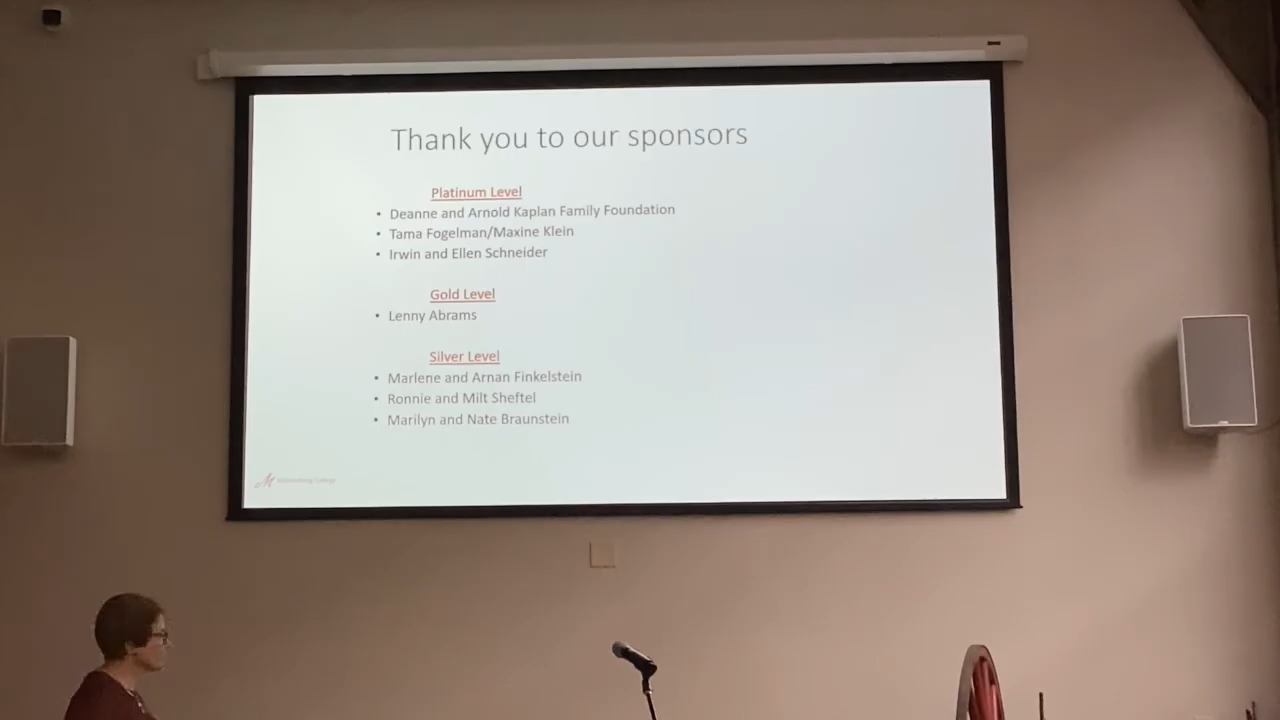 Thank you to our sponsors
Platinum Level
• Deanne and Arnold Kaplan Family Foundation
• Tama Fogelman/Maxine Klein
• Irwin and Ellen Schneider
Gold Level
• Lenny Abrams
Silver Level
• Marlene and Arnan Finkelstein
• Ronnie and Milt Sheftel
• Marilyn and Nate Braunstein